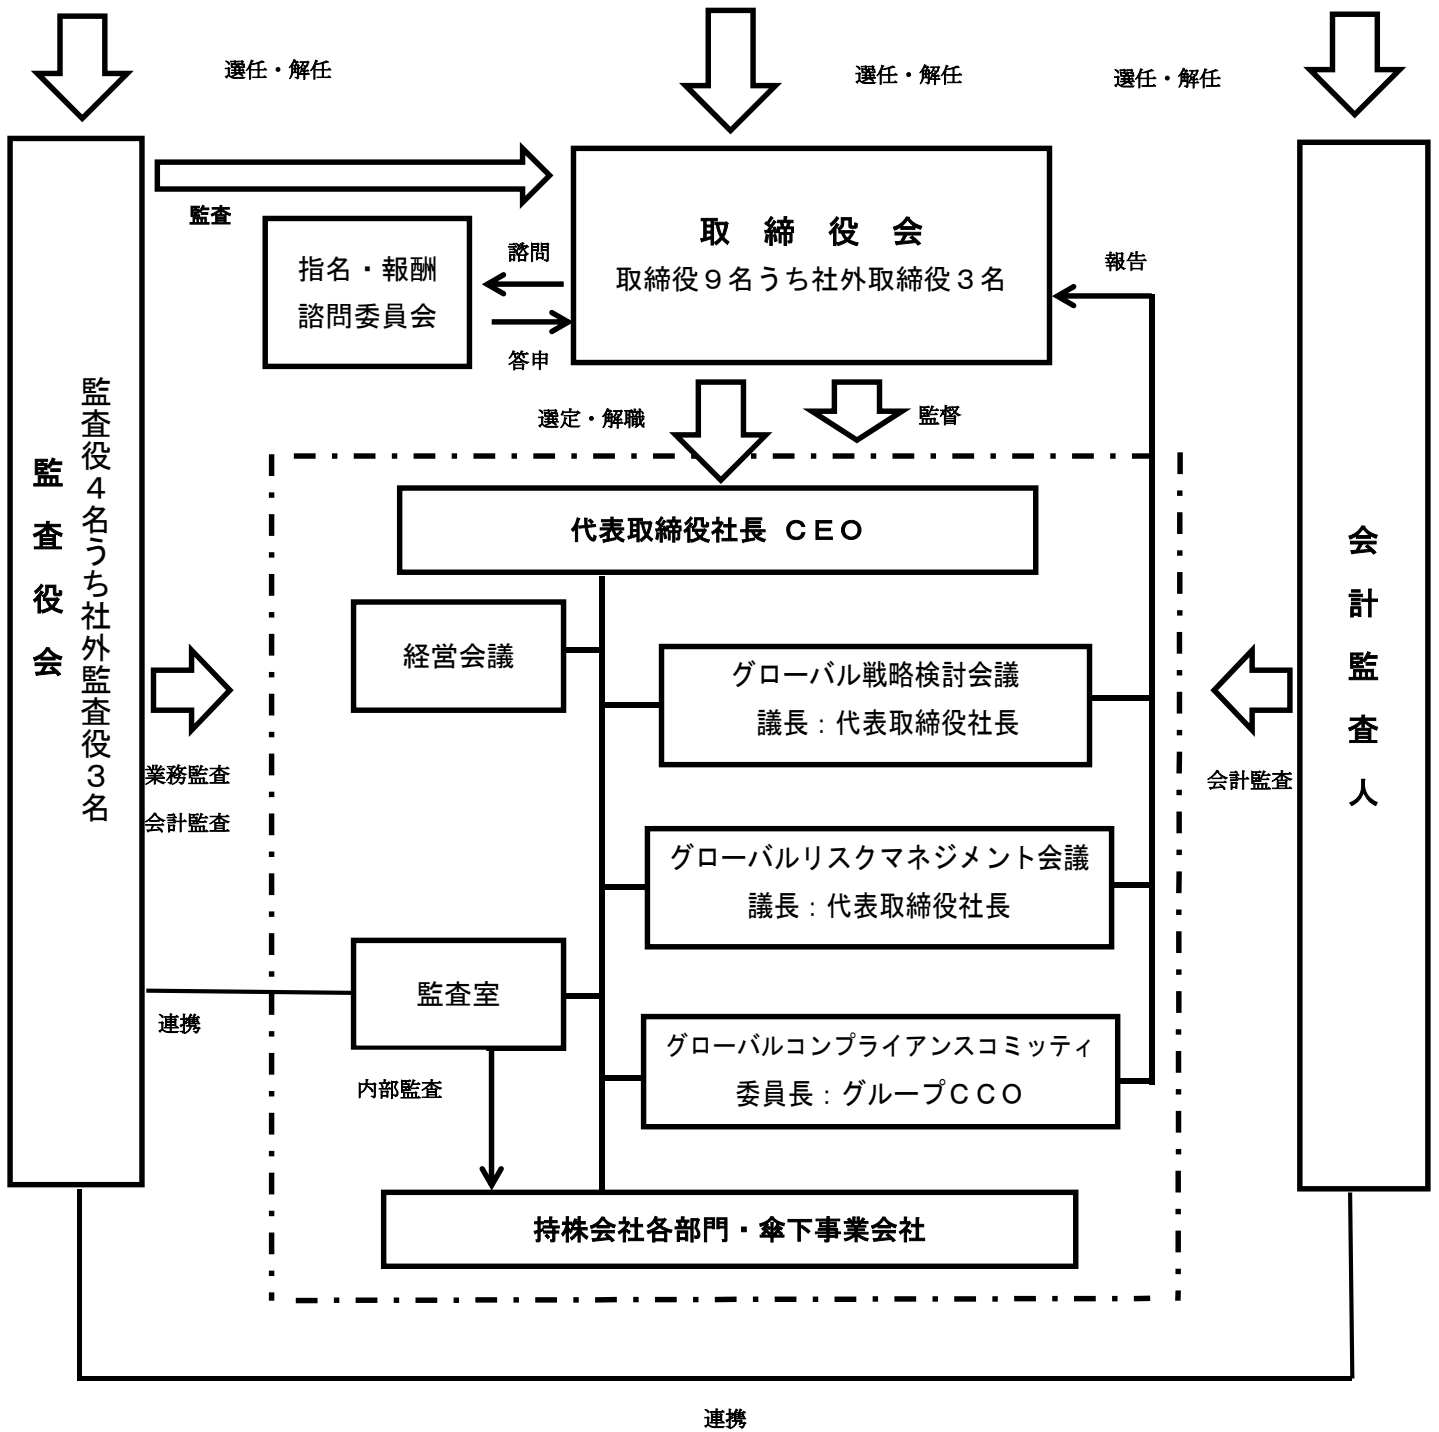 選任・解任
選任・解任
選任・解任
監査
取　締　役　会
取締役９名うち社外取締役３名
指名・報酬
諮問委員会
諮問
答申
報告
選定・解職
監督
監査役会
監査役４名うち社外監査役３名
会計監査人
代表取締役社長 ＣＥＯ
経営会議
グローバル戦略検討会議
議長：代表取締役社長
業務監査
会計監査
会計監査
グローバルリスクマネジメント会議
議長：代表取締役社長
監査室
連携
グローバルコンプライアンスコミッティ
委員長：グループＣＣＯ
内部監査
持株会社各部門・傘下事業会社
連携